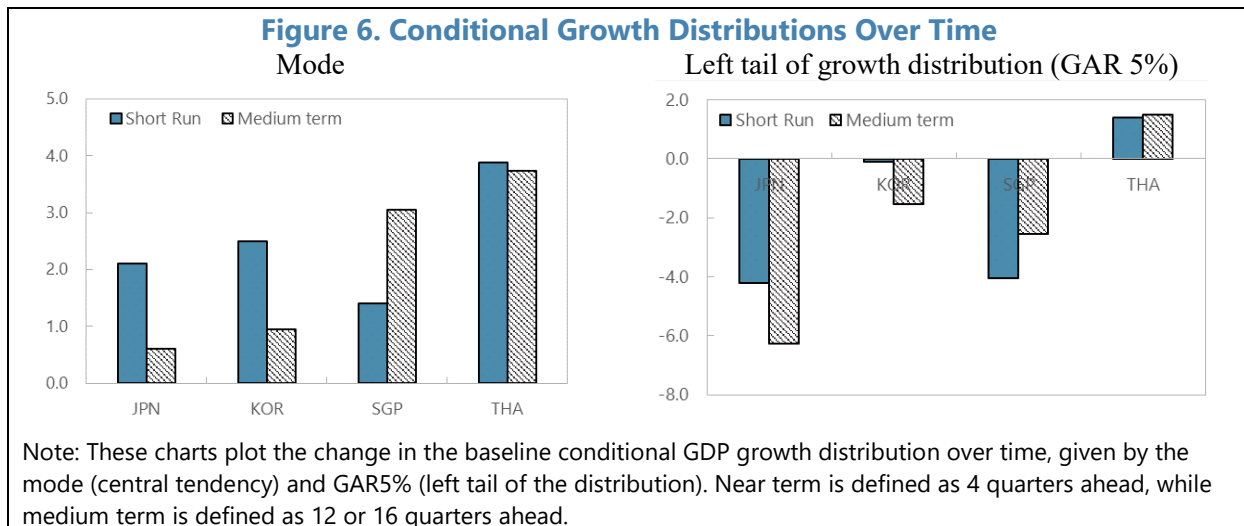 Figure 6. Conditional Growth Distributions Over Time
Mode
5.0
Short Run
Medium term
4.0
3.0
2.0
1.0
0.0
JPN
KOR
SGP
THA
Left tail of growth distribution (GAR 5%)
2.0
Short Run
Medium term
0.0
JPN
KOR
SGP
THA
-2.0
-4.0
-6.0
-8.0
Note: These charts plot the change in the baseline conditional GDP growth distribution over time, given by the
mode (central tendency) and GAR5% (left tail of the distribution). Near term is defined as 4 quarters ahead, while
medium term is defined as 12 or 16 quarters ahead.